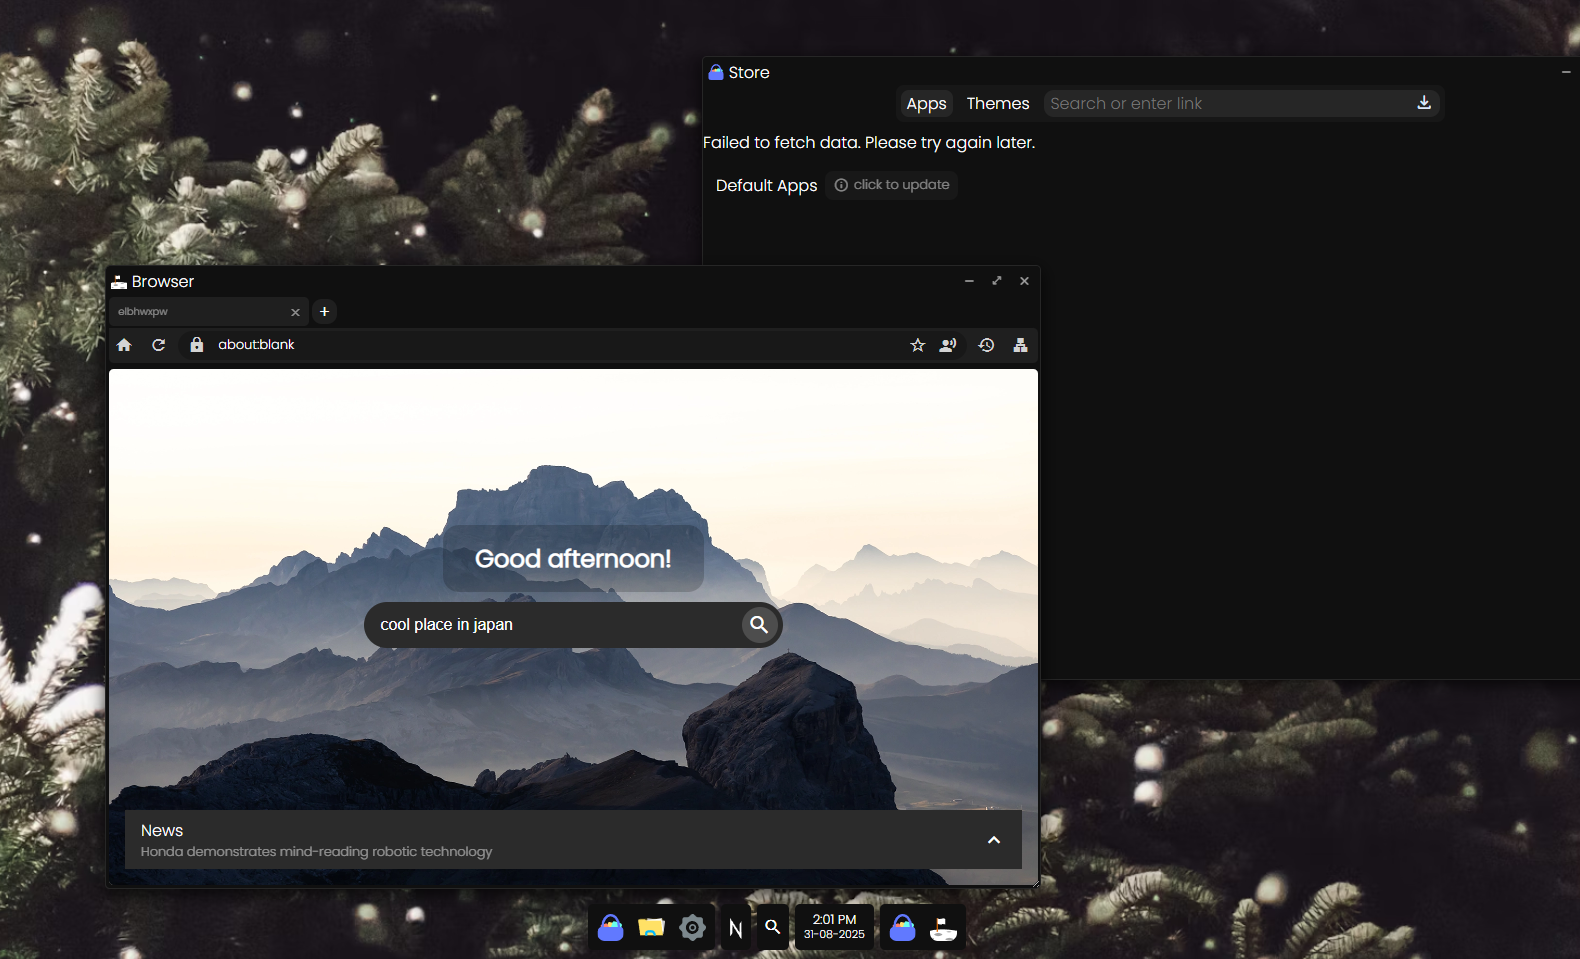 Store
Apps Themes Search or enter link
Failed to fetch data. Please try again later.
Default Apps click to update
Browser
elbhwxpw
about:blank
Good afternoon!
cool place in japan
News
Honda demonstrates mind-reading robotic technology
N
2:01 PM
31-08-2025